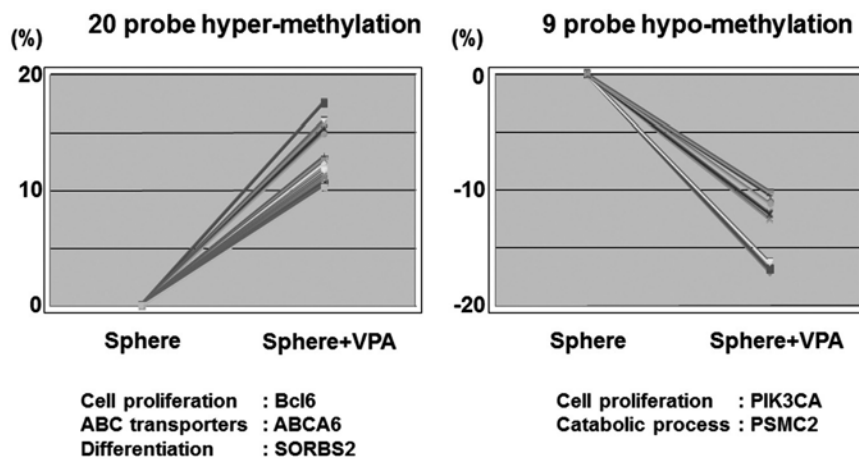 20 probe hyper-methylation
(%)
20
10
0
Sphere Sphere+VPA
Cell proliferation : Bcl6
ABC transporters : ABCA6
Differentiation : SORBS2
9 probe hypo-methylation
(%)
0
-10
-20
Sphere Sphere+VPA
Cell proliferation : PIK3CA
Catabolic process : PSMC2